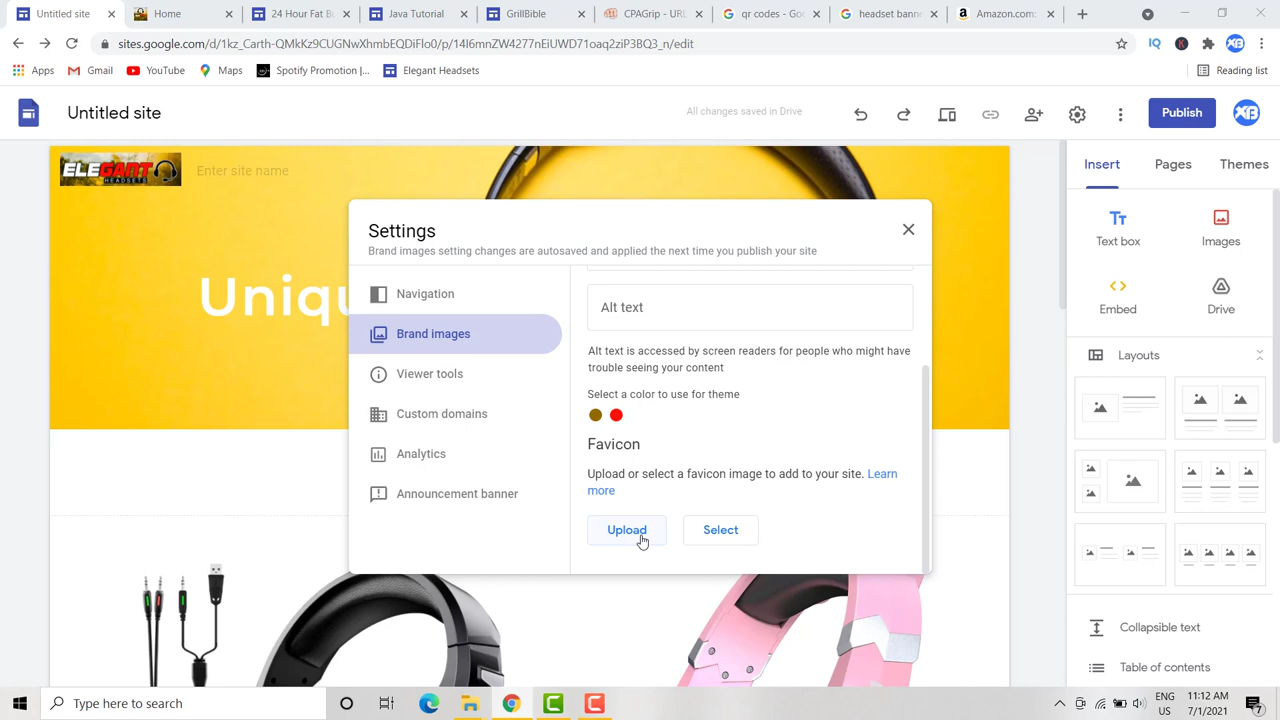 Untitled site
Home
24 Hour Fat Bu
Java Tutorial
GrillBible
CPAGrip - URL
qr codes - Goo
headset bann
Amazon.com:
sites.google.com/d/1kz_Carth-QMkKz9CUGNwXhmbEQDiFlo0/p/14I6mnZW4277nEiUWD71oaq2ziP3BQ3_n/edit
Apps
Gmail
YouTube
Maps
Spotify Promotion |...
Elegant Headsets
Reading list
Untitled site
All changes saved in Drive
Publish
ELEGANT
HEADSETS
Enter site name
Uniqu
Settings
Brand images setting changes are autosaved and applied the next time you publish your site
Navigation
Brand images
Viewer tools
Custom domains
Analytics
Announcement banner
Alt text
Alt text is accessed by screen readers for people who might have
trouble seeing your content
Select a color to use for theme
Favicon
Upload or select a favicon image to add to your site. Learn
more
Upload
Select
Insert
Pages
Themes
Text box
Images
Embed
Drive
Layouts
Collapsible text
Table of contents
Type here to search
ENG
US
11:12 AM
7/1/2021
7